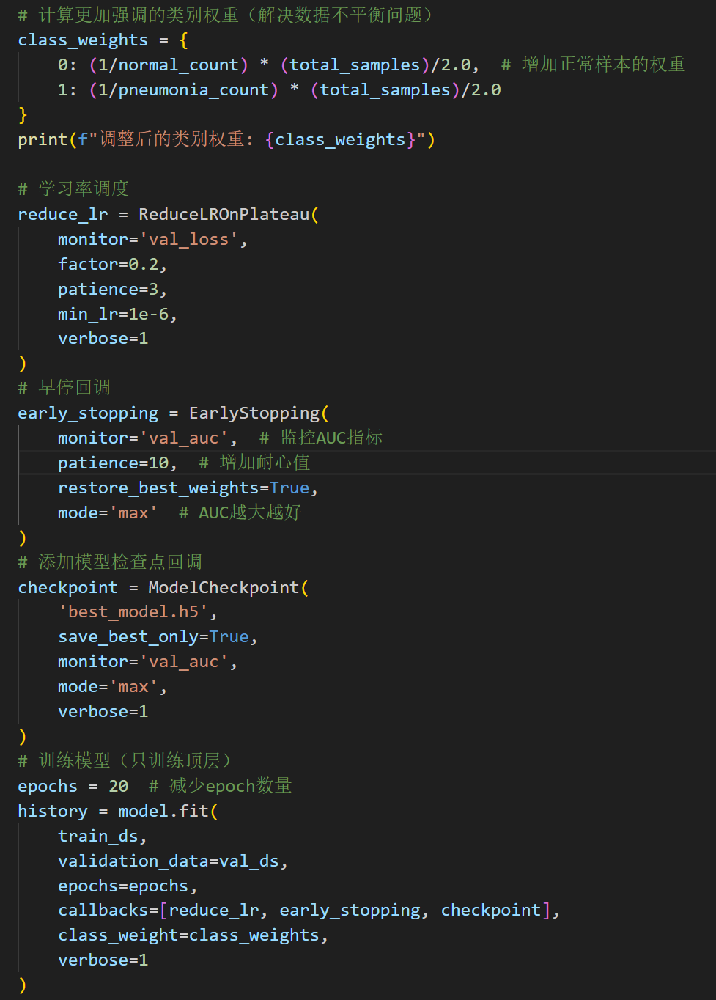 # 计算更加强调的类别权重（解决数据不平衡问题）
class_weights = {
    0: (1/normal_count) * (total_samples)/2.0,  # 增加正常样本的权重
    1: (1/pneumonia_count) * (total_samples)/2.0
}
print(f"调整后的类别权重: {class_weights}")

# 学习率调度
reduce_lr = ReduceLROnPlateau(
    monitor='val_loss',
    factor=0.2,
    patience=3,
    min_lr=1e-6,
    verbose=1
)
# 早停回调
early_stopping = EarlyStopping(
    monitor='val_auc',  # 监控AUC指标
    patience=10,  # 增加耐心值
    restore_best_weights=True,
    mode='max'  # AUC越大越好
)
# 添加模型检查点回调
checkpoint = ModelCheckpoint(
    'best_model.h5',
    save_best_only=True,
    monitor='val_auc',
    mode='max',
    verbose=1
)
# 训练模型（只训练顶层）
epochs = 20  # 减少epoch数量
history = model.fit(
    train_ds,
    validation_data=val_ds,
    epochs=epochs,
    callbacks=[reduce_lr, early_stopping, checkpoint],
    class_weight=class_weights,
    verbose=1
)